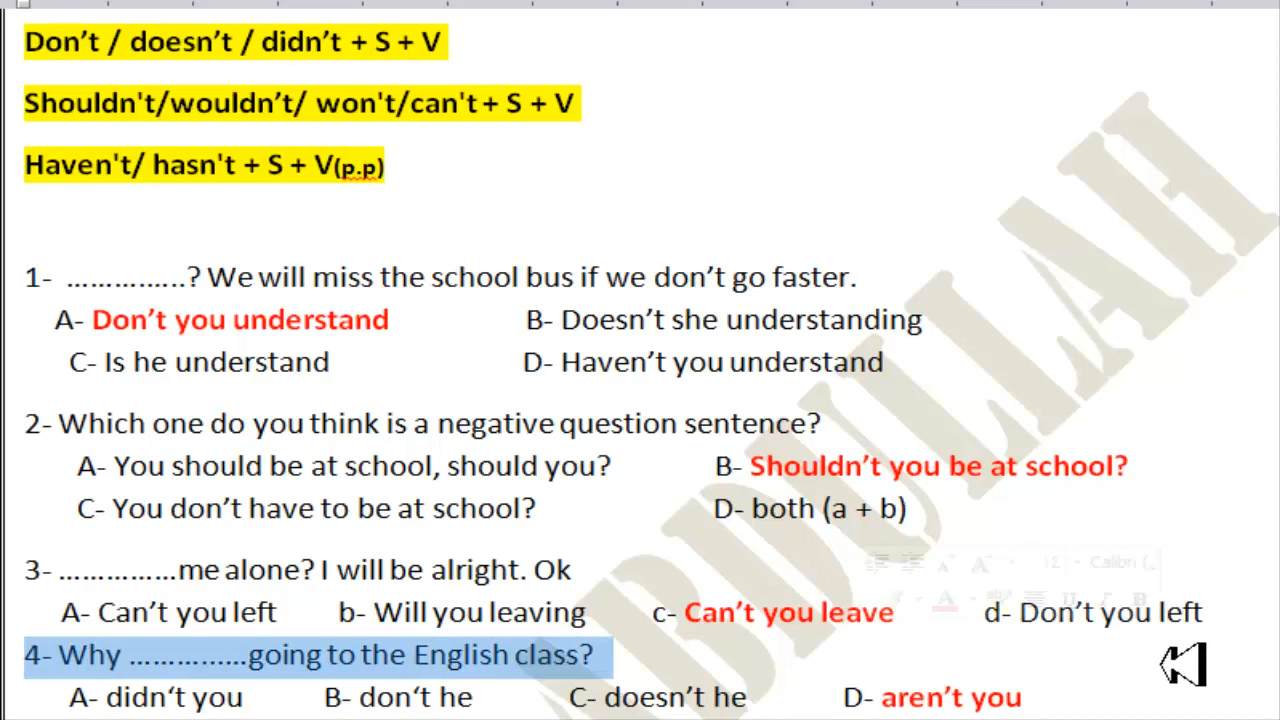 Don’t / doesn’t / didn’t + S + V
Shouldn't/wouldn’t/ won't/can't + S + V
Haven't/ hasn't + S + V(p.p)
1- ……………..? We will miss the school bus if we don’t go faster.
A- Don’t you understand B- Doesn’t she understanding
C- Is he understand D- Haven’t you understand
2- Which one do you think is a negative question sentence?
A- You should be at school, should you? B- Shouldn’t you be at school?
C- You don’t have to be at school? D- both (a + b)
3- ……………me alone? I will be alright. Ok
A- Can’t you left b- Will you leaving c- Can’t you leave d- Don’t you left
4- Why ……………going to the English class?
A- didn‘t you B- don‘t he C- doesn’t he D- aren’t you
ABDULLAH